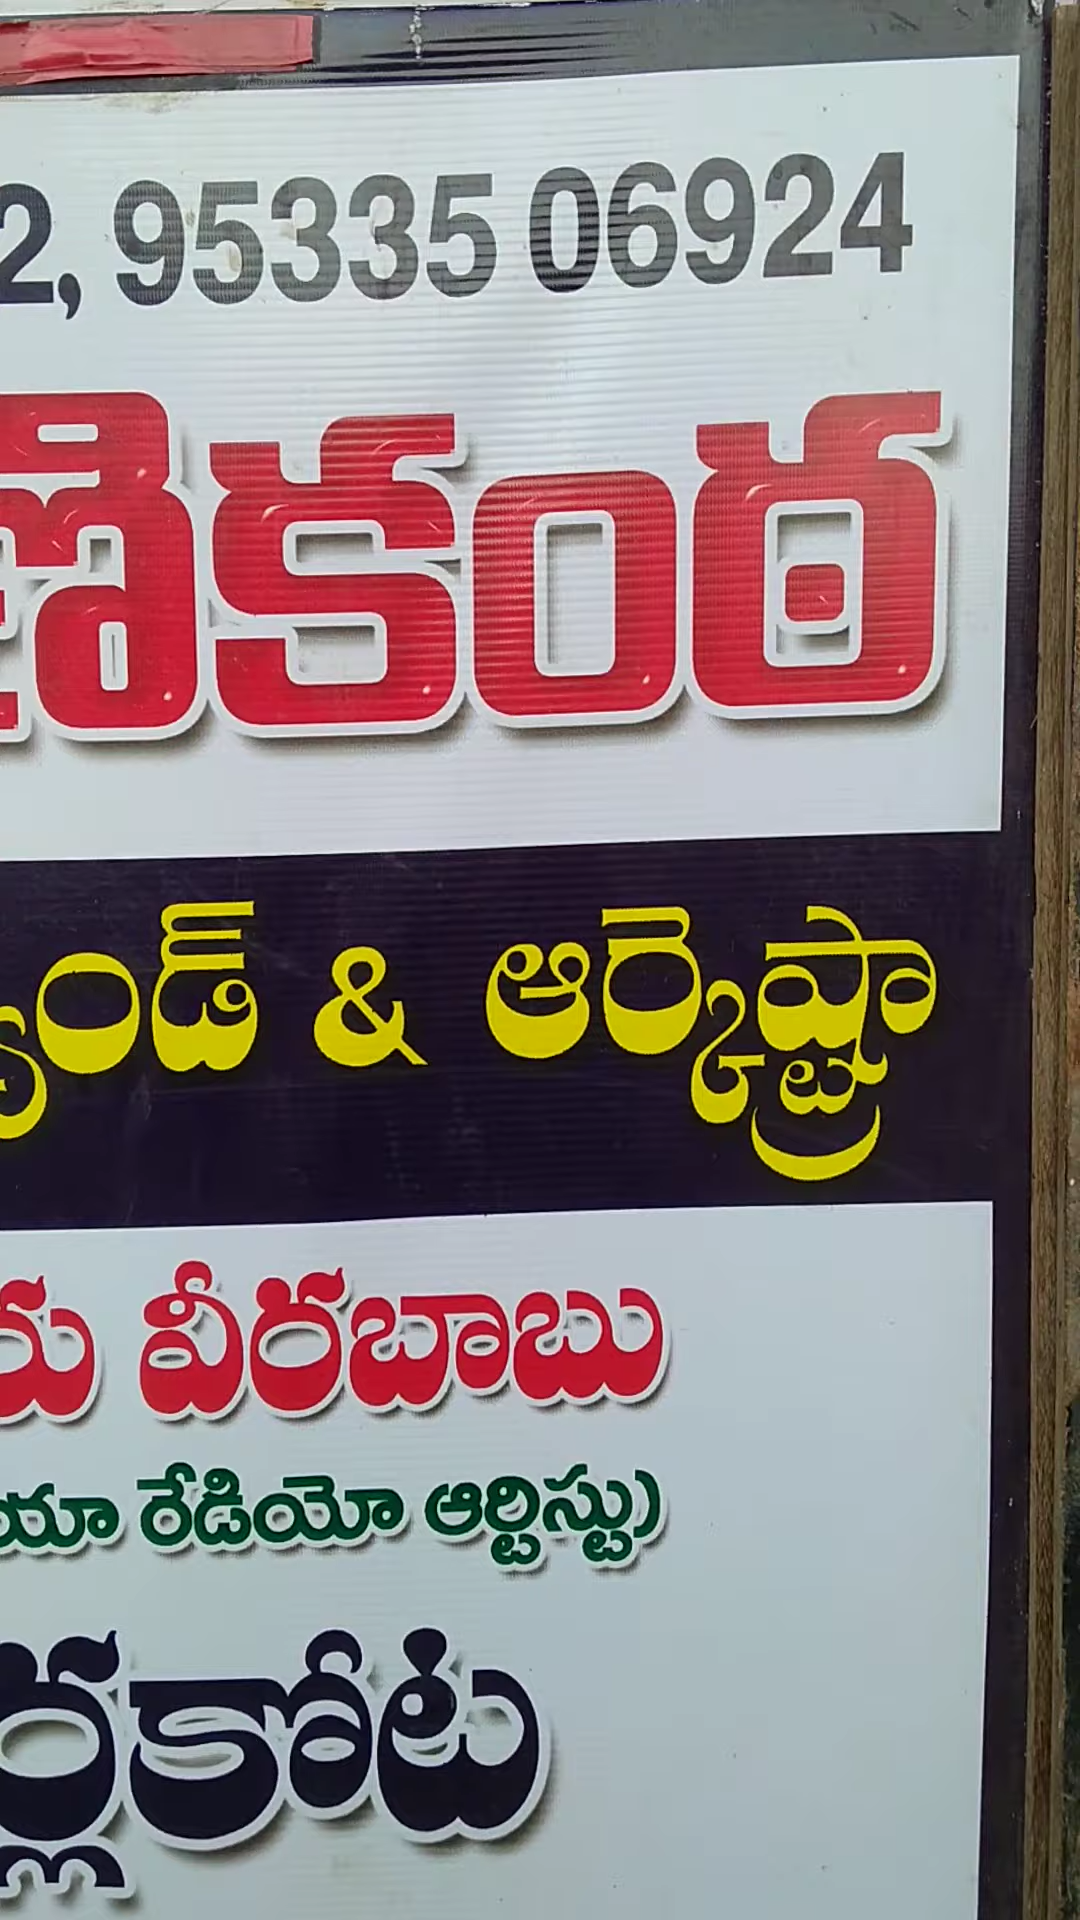 2, 95335 06924
కంఠ
్యాండ్ & ఆర్కెష్ట్రా
రు వీరబాబు
యా రేడియో ఆర్టిస్టు)
ర్లకోట